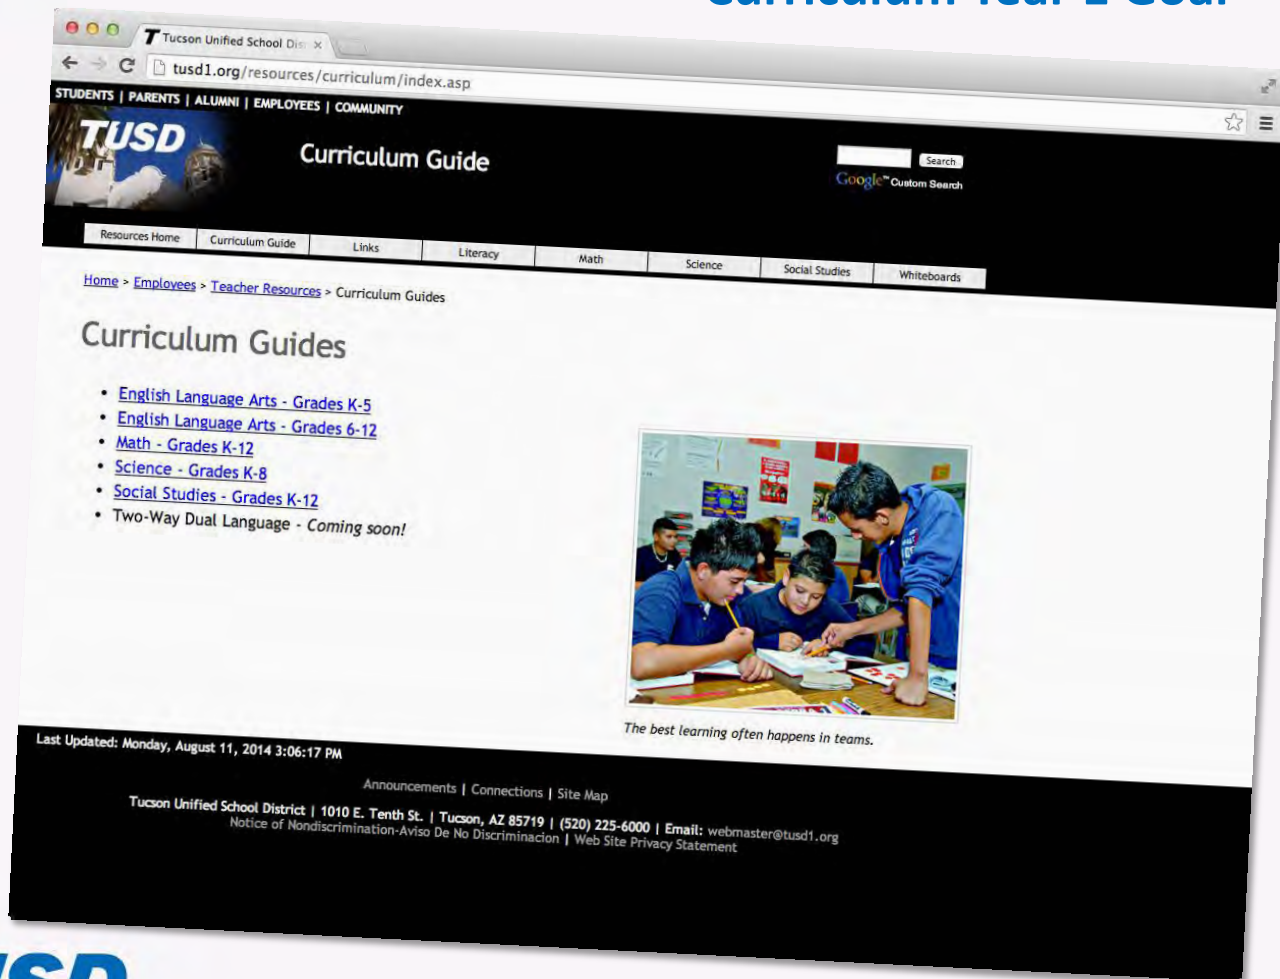 Curriculum Year 1 Goal
Tucson Unified School Dis
tusd1.org/resources/curriculum/index.asp
STUDENTS | PARENTS | ALUMNI | EMPLOYEES | COMMUNITY
TUSD
Curriculum Guide
Search
Google™ Custom Search
Resources Home Curriculum Guide Links Literacy Math Science Social Studies Whiteboards
Home > Employees > Teacher Resources > Curriculum Guides
Curriculum Guides
• English Language Arts - Grades K-5
• English Language Arts - Grades 6-12
• Math - Grades K-12
• Science - Grades K-8
• Social Studies - Grades K-12
• Two-Way Dual Language - Coming soon!
The best learning often happens in teams.
Last Updated: Monday, August 11, 2014 3:06:17 PM
Announcements | Connections | Site Map
Tucson Unified School District | 1010 E. Tenth St. | Tucson, AZ 85719 | (520) 225-6000 | Email: webmaster@tusd1.org
Notice of Nondiscrimination-Aviso De No Discriminacion | Web Site Privacy Statement
TUSD